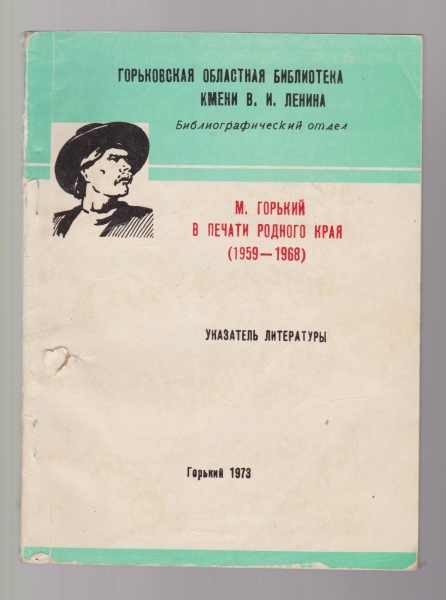 ГОРЬКОВСКАЯ ОБЛАСТНАЯ БИБЛИОТЕКА
ИМЕНИ В. И. ЛЕНИНА
Библиографический отдел
М. ГОРЬКИЙ
В ПЕЧАТИ РОДНОГО КРАЯ
(1959—1968)
УКАЗАТЕЛЬ ЛИТЕРАТУРЫ
Горький 1973